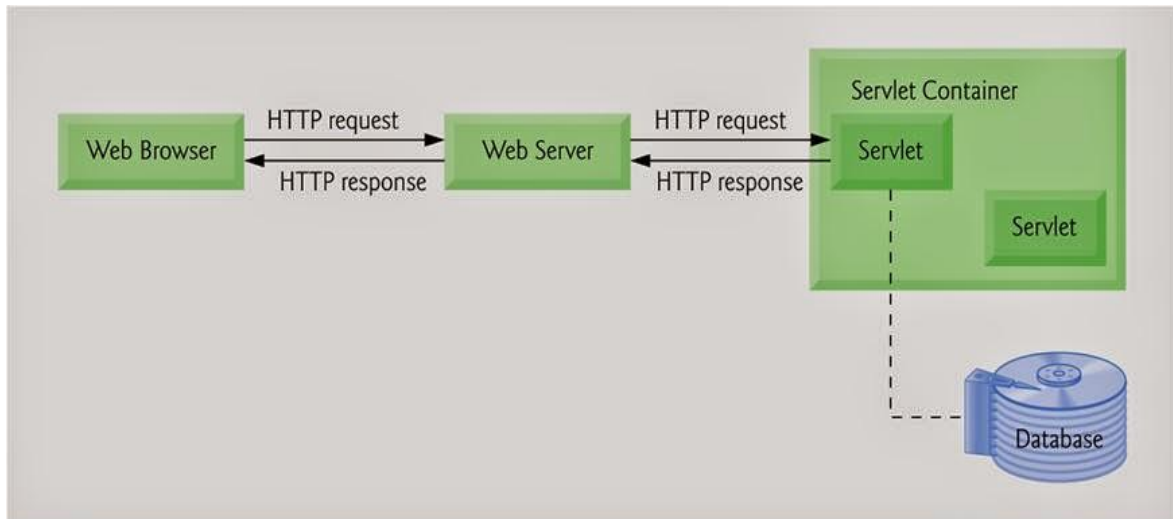 Servlet Container
HTTP request
HTTP request
Web Browser
Web Server
Servlet
HTTP response
HTTP response
Servlet
Database